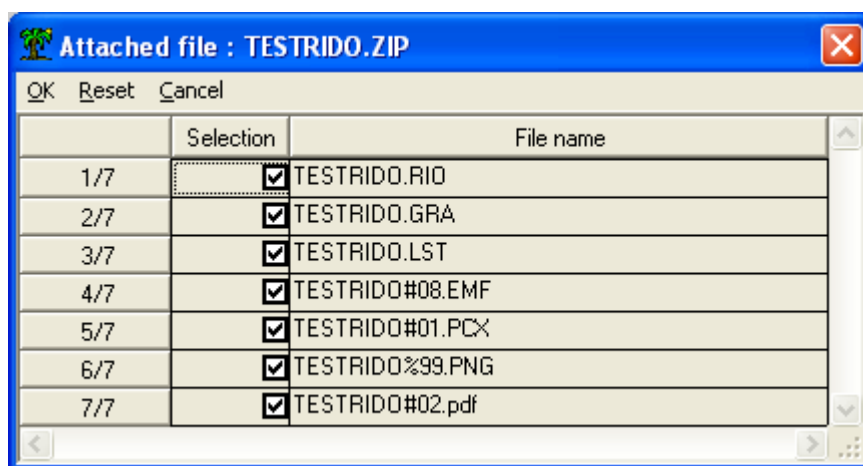 Attached file : TESTRIDO.ZIP
OK Reset Cancel
Selection File name
1/7 TESTRIDO.RIO
2/7 TESTRIDO.GRA
3/7 TESTRIDO.LST
4/7 TESTRIDO#08.EMF
5/7 TESTRIDO#01.PCX
6/7 TESTRIDO%99.PNG
7/7 TESTRIDO#02.pdf